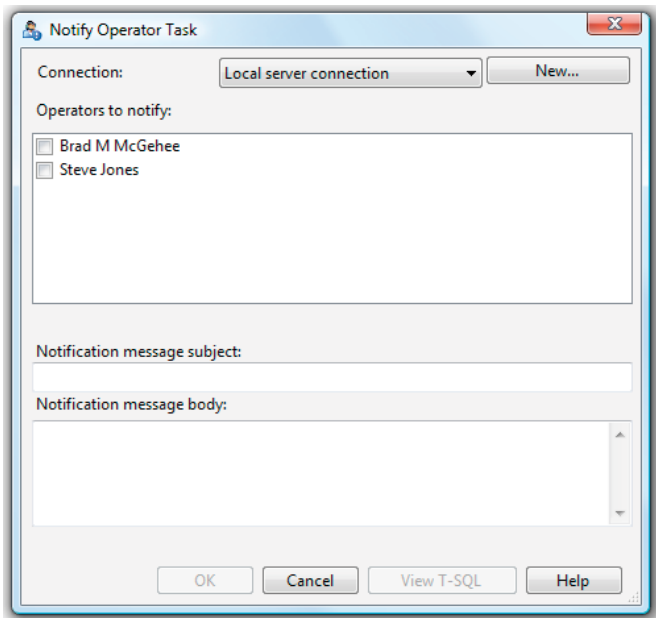 Notify Operator Task
Connection: Local server connection New...
Operators to notify:
Brad M McGehee
Steve Jones
Notification message subject:
Notification message body:
OK Cancel View T-SQL Help